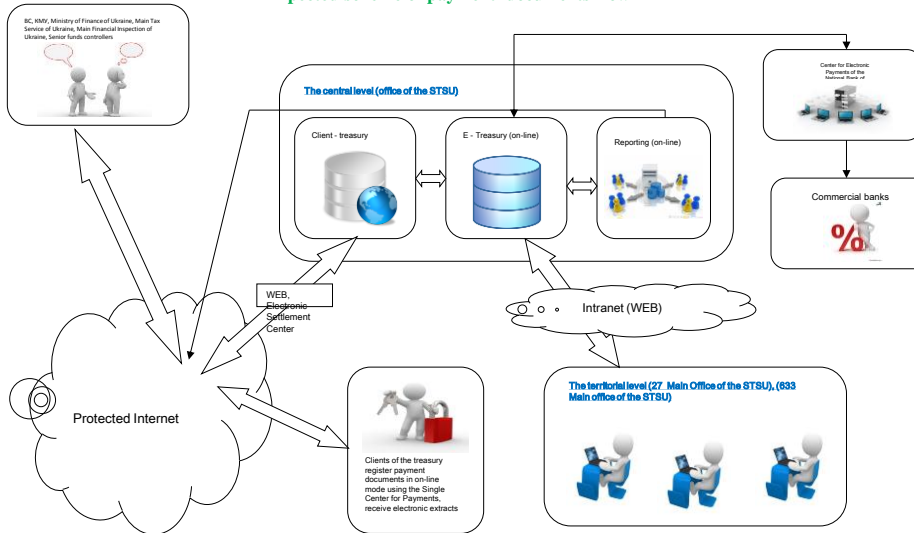 BC, KMY, Ministry of Finance of Ukraine, Main Tax
Service of Ukraine, Main Financial Inspection of
Ukraine, Senior funds controllers
Center for Electronic
Payments of the
National Bank of
The central level (office of the STSU)
Client - treasury
E - Treasury (on-line)
Reporting (on-line)
Commercial banks
%
WEB,
Electronic
Settlement
Center
Intranet (WEB)
The territorial level (27 Main Office of the STSU), (633
Main office of the STSU)
Protected Internet
Clients of the treasury
register payment
documents in on-line
mode using the Single
Center for Payments,
receive electronic extracts